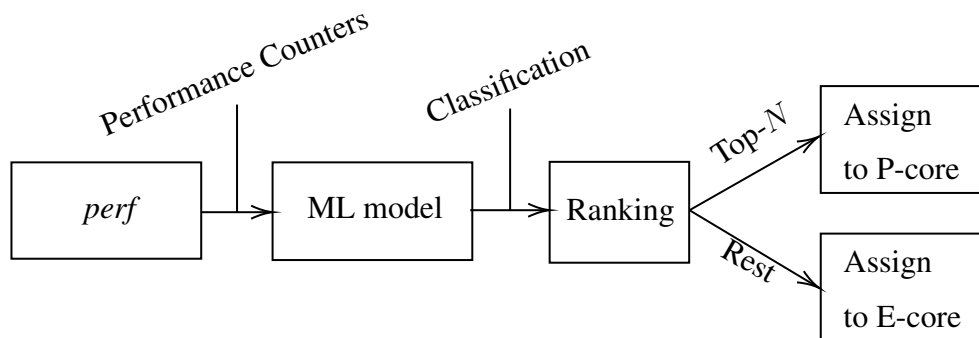 Performance Counters
Classification
perf
ML model
Ranking
Top-N
Rest
Assign
to P-core
Assign
to E-core